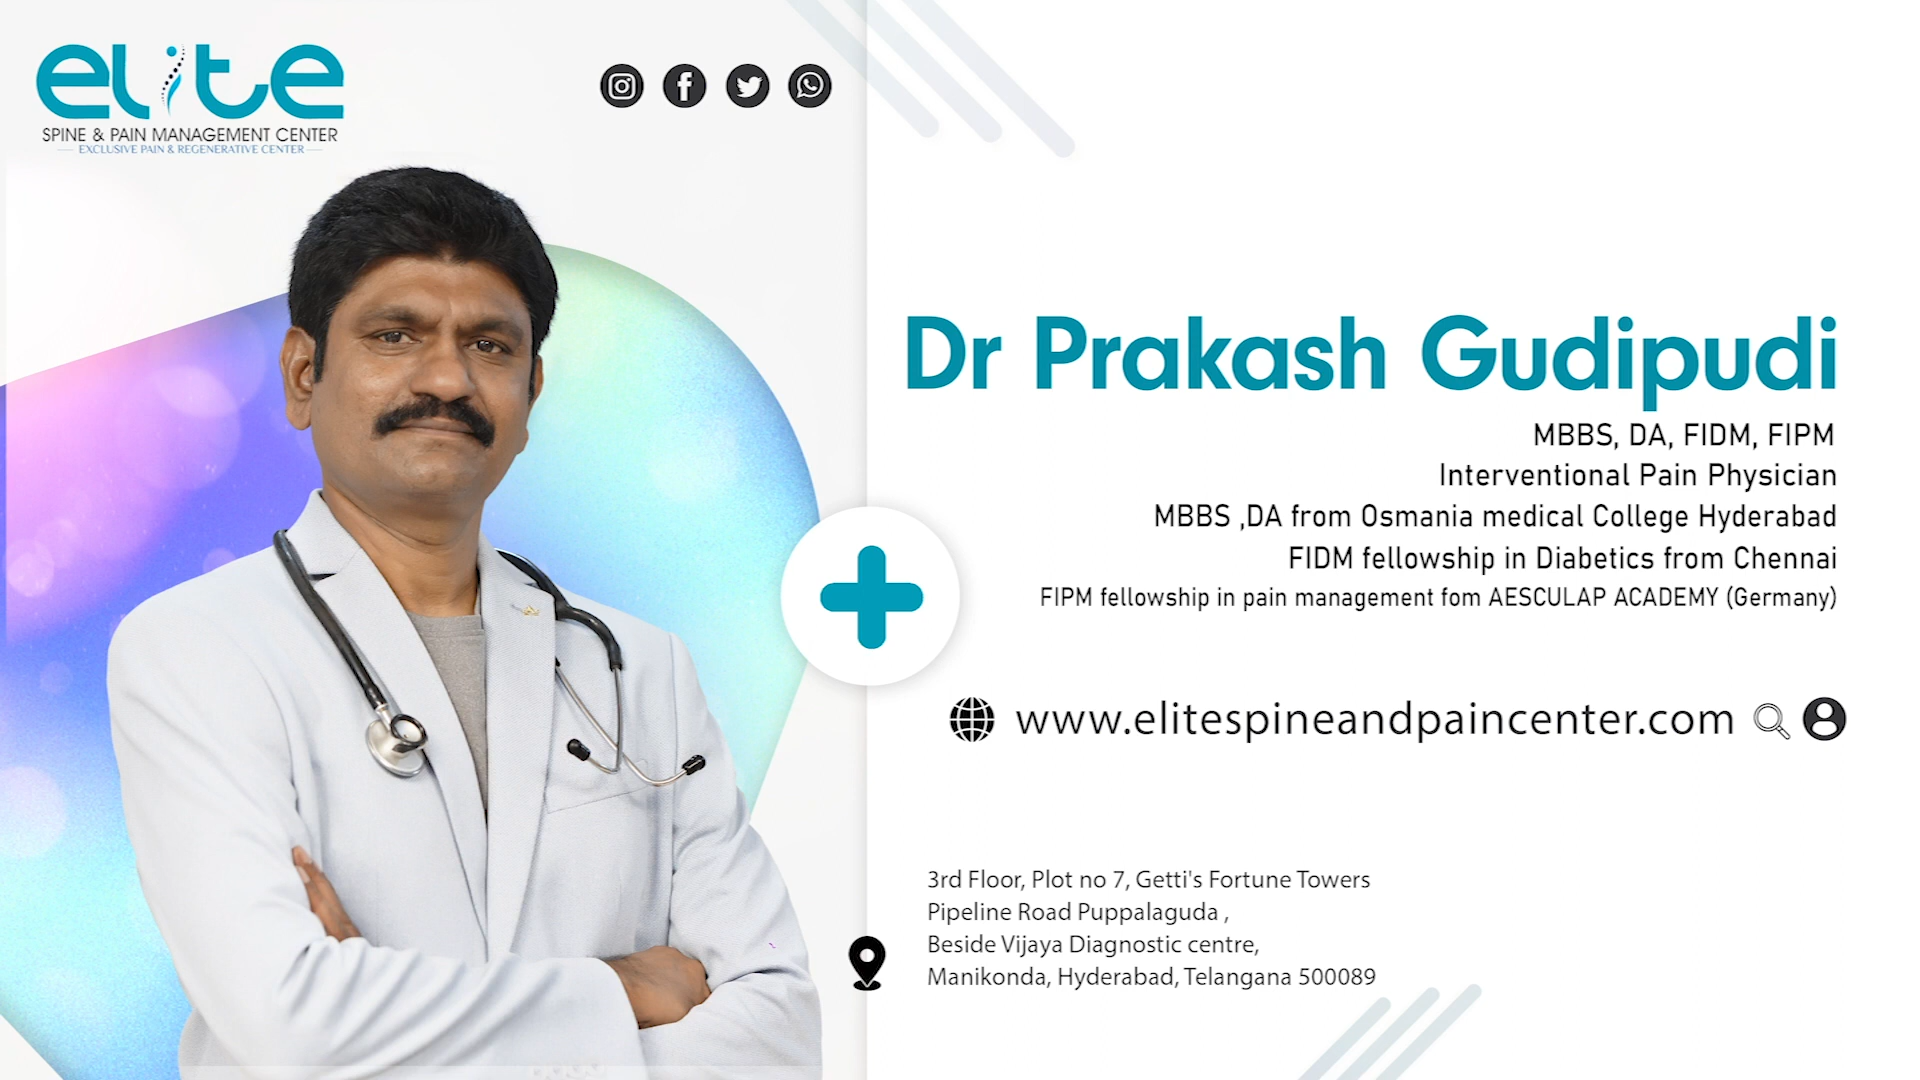 elite
SPINE & PAIN MANAGEMENT CENTER
EXCLUSIVE PAIN & REGENERATIVE CENTER
Dr Prakash Gudipudi
MBBS, DA, FIDM, FIPM
Interventional Pain Physician
MBBS ,DA from Osmania medical College Hyderabad
FIDM fellowship in Diabetics from Chennai
FIPM fellowship in pain management fom AESCULAP ACADEMY (Germany)
www.elitespineandpaincenter.com
3rd Floor, Plot no 7, Getti's Fortune Towers
Pipeline Road Puppalaguda ,
Beside Vijaya Diagnostic centre,
Manikonda, Hyderabad, Telangana 500089